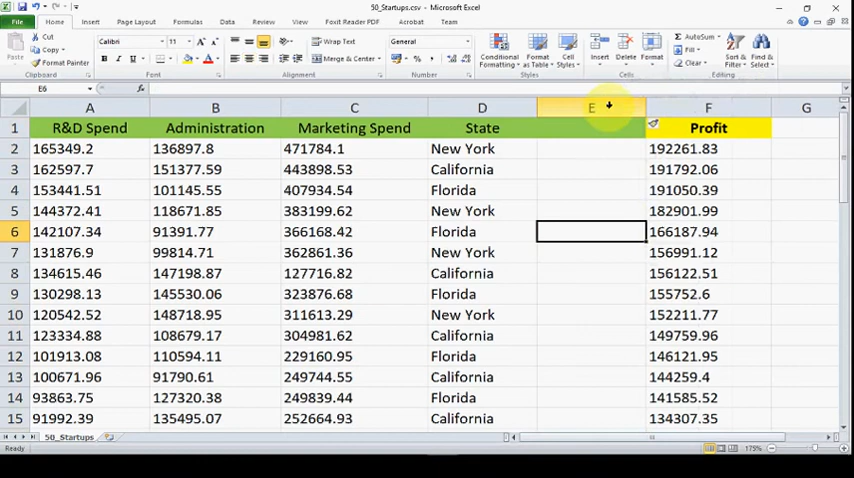 50_Startups.csv - Microsoft Excel
File Home Insert Page Layout Formulas Data Review View Foxit Reader PDF Acrobat Team
Cut
Copy
Format Painter
Paste
Clipboard
Calibri 11
B I U
Font
Wrap Text
Merge & Center
Alignment
General
Number
Conditional Formatting
Format as Table
Cell Styles
Styles
Insert Delete Format
Cells
AutoSum
Fill
Clear
Sort & Filter
Find & Select
Editing
E6 fx
A B C D E F G
1 R&D Spend Administration Marketing Spend State Profit
2 165349.2 136897.8 471784.1 New York 192261.83
3 162597.7 151377.59 443898.53 California 191792.06
4 153441.51 101145.55 407934.54 Florida 191050.39
5 144372.41 118671.85 383199.62 New York 182901.99
6 142107.34 91391.77 366168.42 Florida 166187.94
7 131876.9 99814.71 362861.36 New York 156991.12
8 134615.46 147198.87 127716.82 California 156122.51
9 130298.13 145530.06 323876.68 Florida 155752.6
10 120542.52 148718.95 311613.29 New York 152211.77
11 123334.88 108679.17 304981.62 California 149759.96
12 101913.08 110594.11 229160.95 Florida 146121.95
13 100671.96 91790.61 249744.55 California 144259.4
14 93863.75 127320.38 249839.44 Florida 141585.52
15 91992.39 135495.07 252664.93 California 134307.35
50_Startups
Ready 175%